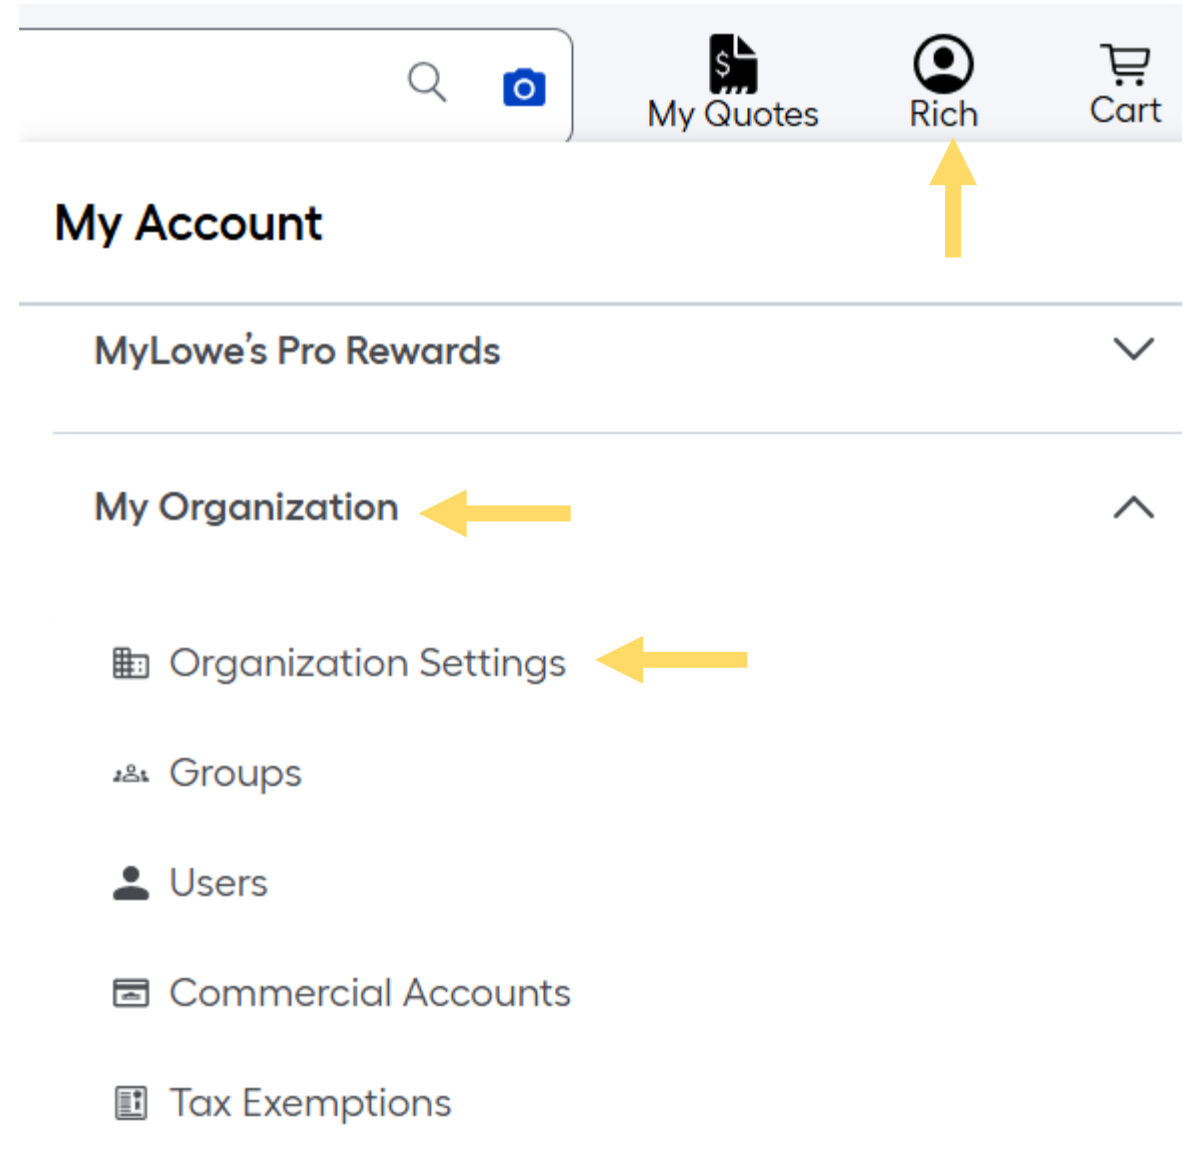 My Quotes
Rich
Cart
My Account
MyLowe's Pro Rewards
My Organization
Organization Settings
Groups
Users
Commercial Accounts
Tax Exemptions